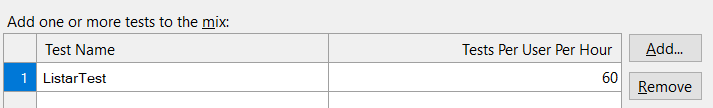 Add one or more tests to the mix:
Test Name Tests Per User Per Hour Add...
1 ListarTest 60
Remove